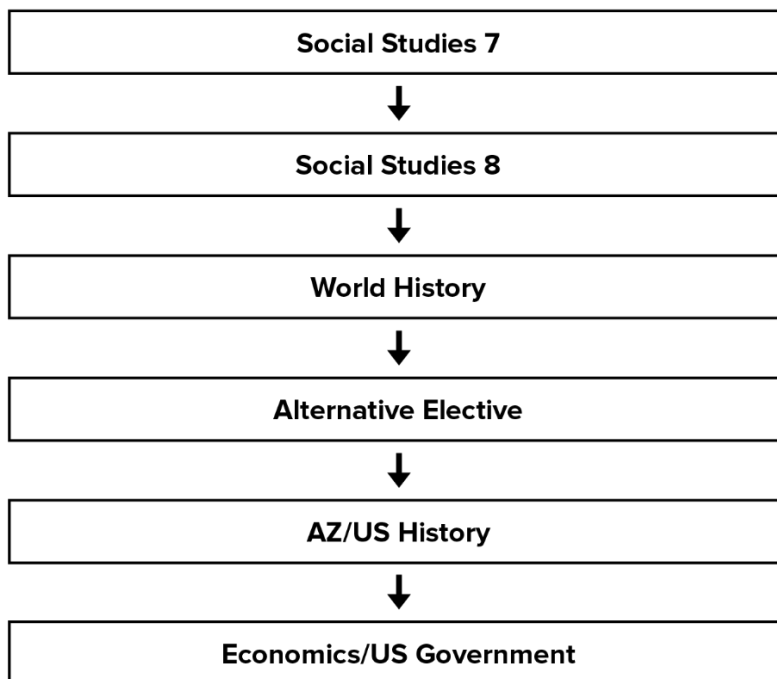 Social Studies 7
Social Studies 8
World History
Alternative Elective
AZ/US History
Economics/US Government